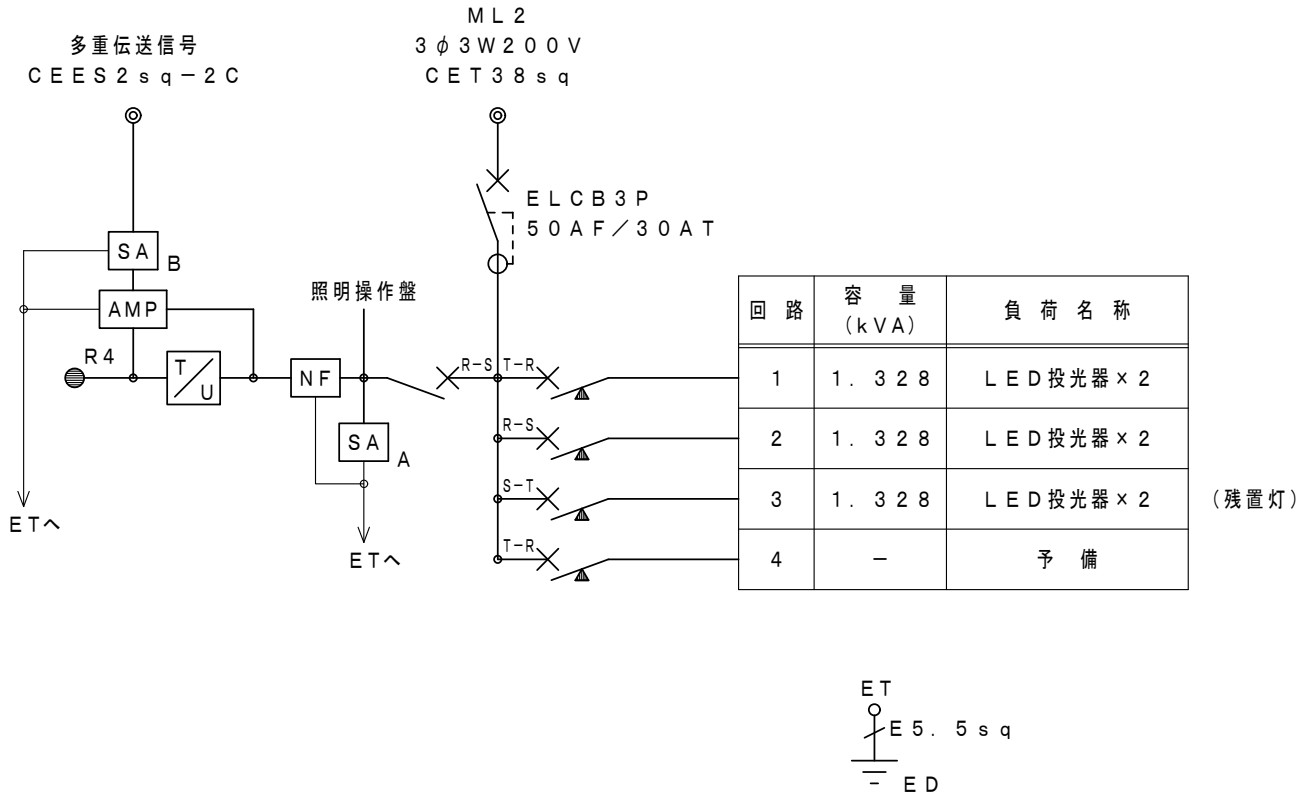 多重伝送信号
CEES2sq-2C
ML2
3φ3W200V
CET38sq
ELCB3P
50AF/30AT
SA
B
AMP
R4
T/U
NF
照明操作盤
SA
A
ETへ
ETへ
R-S
T-R
R-S
S-T
T-R
回路 容量(kVA) 負荷名称
1 1.328 LED投光器×2
2 1.328 LED投光器×2
3 1.328 LED投光器×2 (残置灯)
4 - 予備
ET
E5.5sq
ED